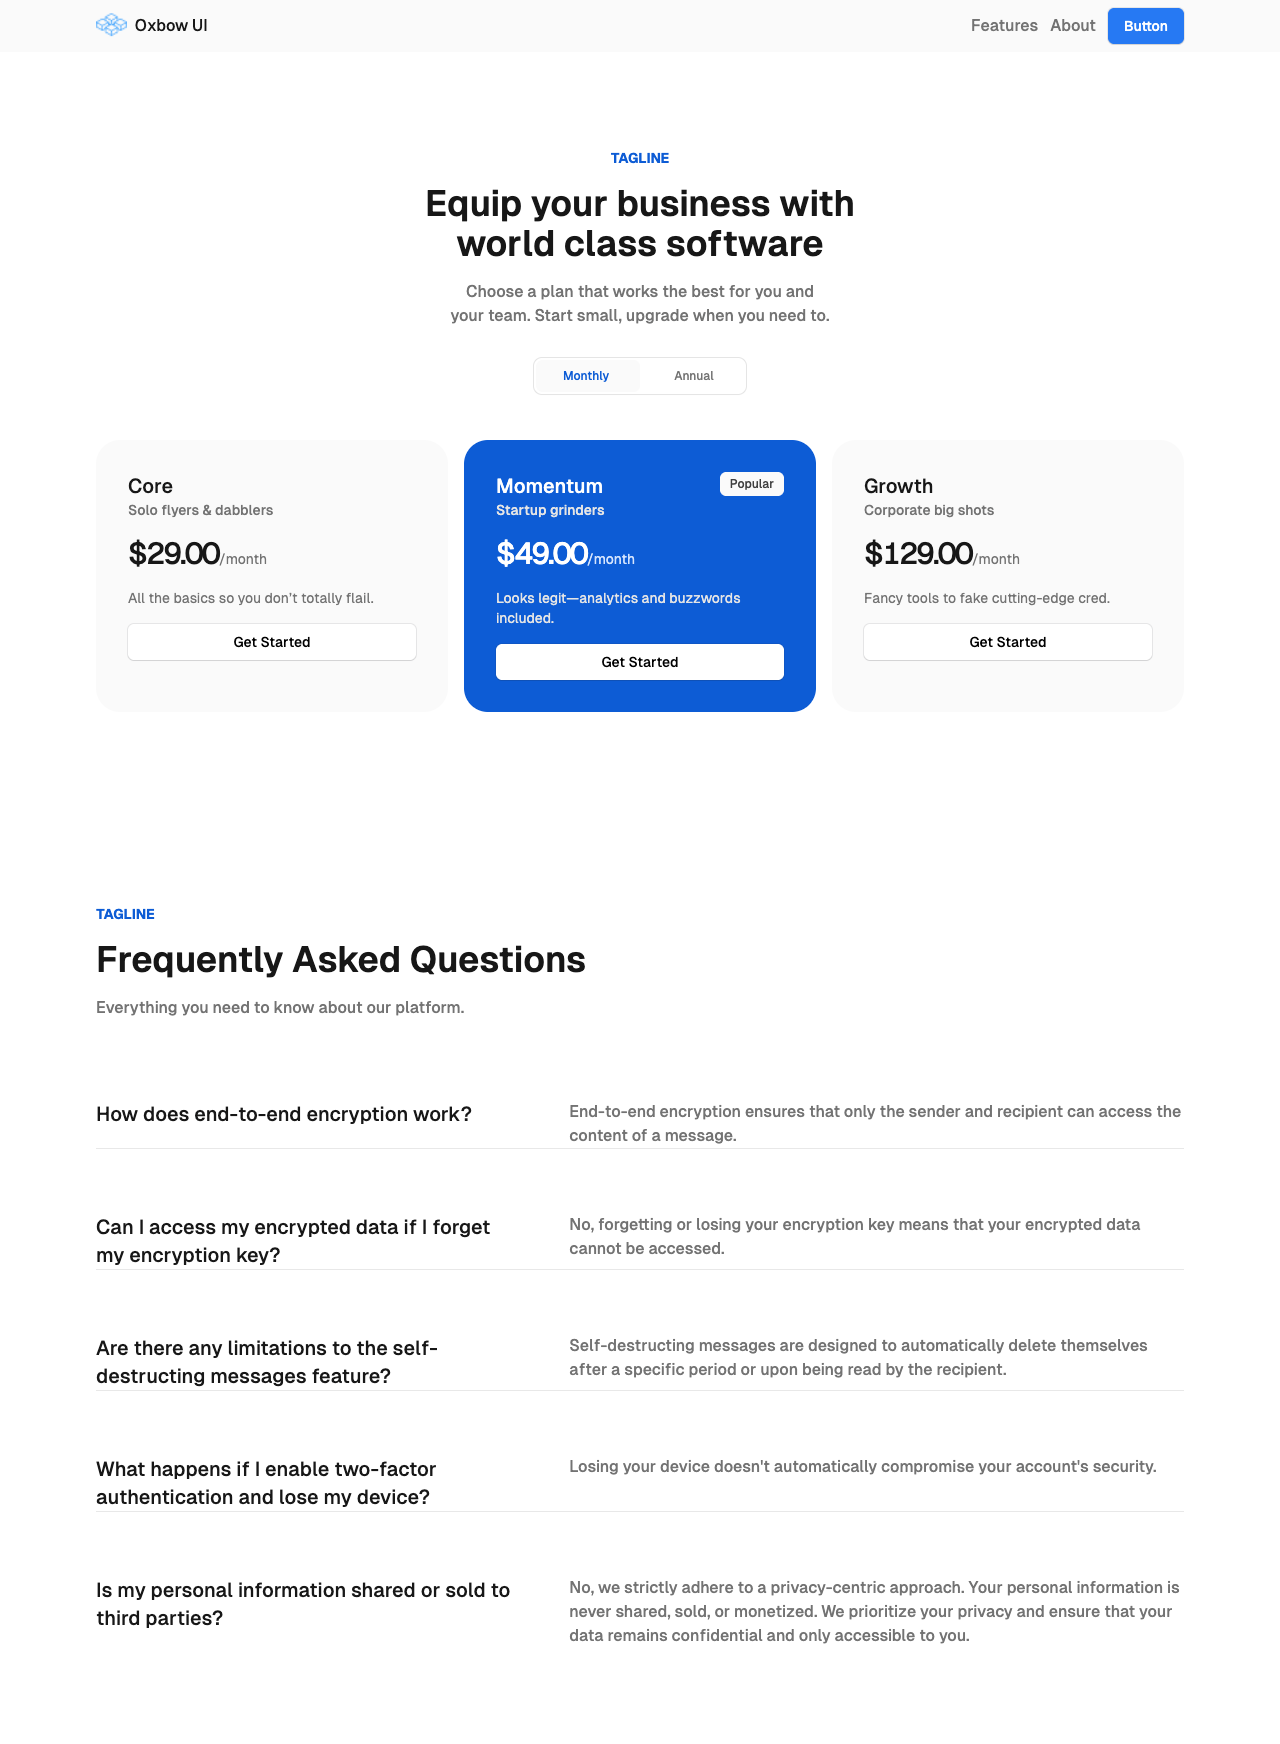 Oxbow UI
Features About Button
TAGLINE
Equip your business with
world class software
Choose a plan that works the best for you and
your team. Start small, upgrade when you need to.
Monthly Annual
Core
Solo flyers & dabblers
$29.00/month
All the basics so you don’t totally flail.
Get Started
Momentum Popular
Startup grinders
$49.00/month
Looks legit—analytics and buzzwords
included.
Get Started
Growth
Corporate big shots
$129.00/month
Fancy tools to fake cutting-edge cred.
Get Started
TAGLINE
Frequently Asked Questions
Everything you need to know about our platform.
How does end-to-end encryption work?
End-to-end encryption ensures that only the sender and recipient can access the
content of a message.
Can I access my encrypted data if I forget
my encryption key?
No, forgetting or losing your encryption key means that your encrypted data
cannot be accessed.
Are there any limitations to the self-
destructing messages feature?
Self-destructing messages are designed to automatically delete themselves
after a specific period or upon being read by the recipient.
What happens if I enable two-factor
authentication and lose my device?
Losing your device doesn't automatically compromise your account's security.
Is my personal information shared or sold to
third parties?
No, we strictly adhere to a privacy-centric approach. Your personal information is
never shared, sold, or monetized. We prioritize your privacy and ensure that your
data remains confidential and only accessible to you.